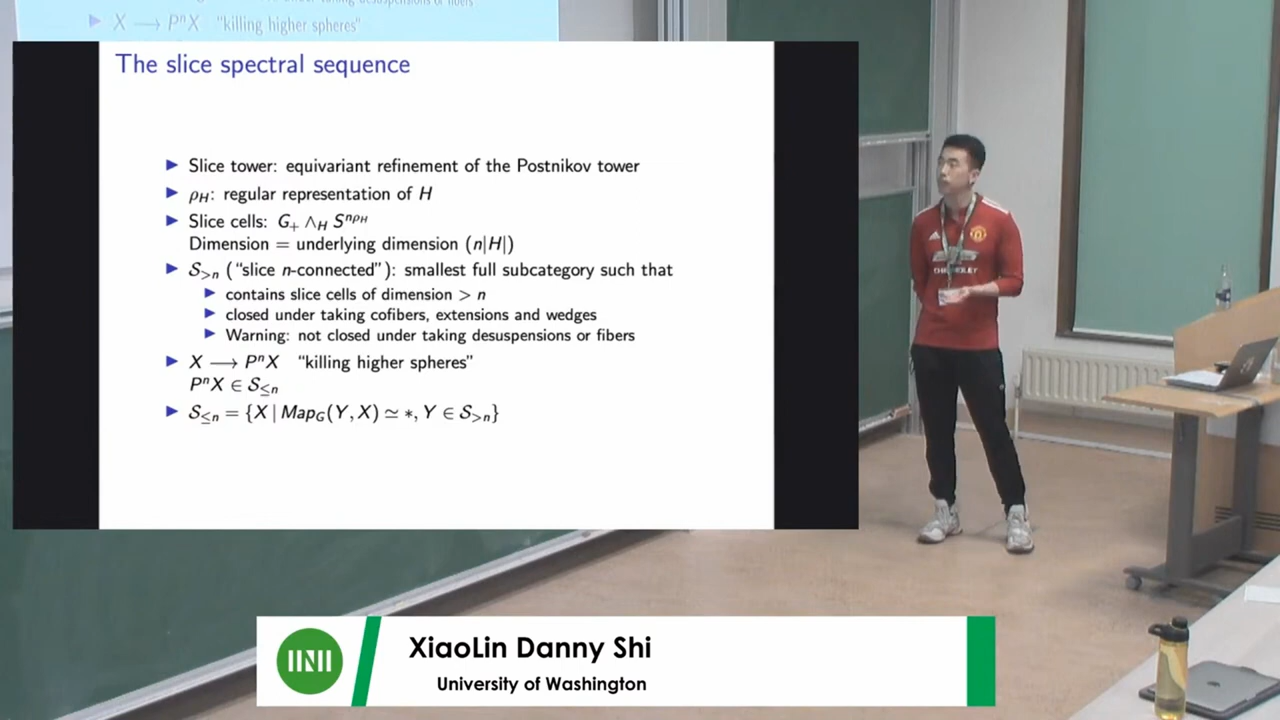 X ⟶ PⁿX "killing higher spheres"
The slice spectral sequence
▶ Slice tower: equivariant refinement of the Postnikov tower
▶ ρ_H: regular representation of H
▶ Slice cells: G₊ ∧_H S^{nρ_H}
Dimension = underlying dimension (n|H|)
▶ 𝒮_{>n} ("slice n-connected"): smallest full subcategory such that
▶ contains slice cells of dimension > n
▶ closed under taking cofibers, extensions and wedges
▶ Warning: not closed under taking desuspensions or fibers
▶ X ⟶ PⁿX "killing higher spheres"
PⁿX ∈ 𝒮_{≤n}
▶ 𝒮_{≤n} = {X | Map_G(Y, X) ≃ *, Y ∈ 𝒮_{>n}}
XiaoLin Danny Shi
University of Washington